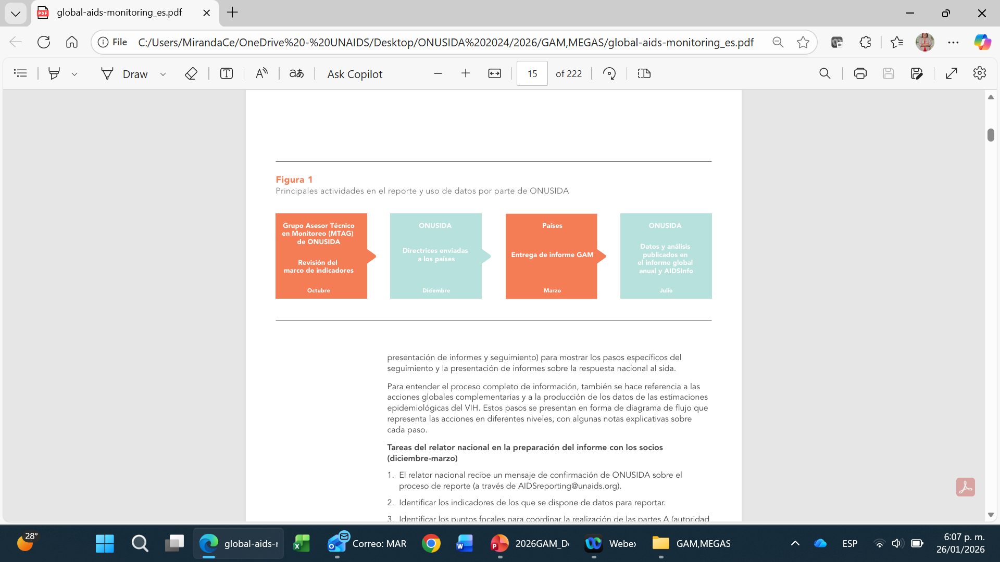 global-aids-monitoring_es.pdf
File
C:/Users/MirandaCe/OneDrive%20-%20UNAIDS/Desktop/ONUSIDA%202024/2026/GAM,MEGAS/global-aids-monitoring_es.pdf
Draw
Ask Copilot
15 of 222
Figura 1
Principales actividades en el reporte y uso de datos por parte de ONUSIDA
Grupo Asesor Técnico
en Monitoreo (MTAG)
de ONUSIDA
Revisión del
marco de indicadores
Octubre
ONUSIDA
Directrices enviadas
a los países
Diciembre
Países
Entrega de informe GAM
Marzo
ONUSIDA
Datos y análisis
publicados en
el informe global
anual y AIDSInfo
Julio
presentación de informes y seguimiento) para mostrar los pasos específicos del
seguimiento y la presentación de informes sobre la respuesta nacional al sida.
Para entender el proceso completo de información, también se hace referencia a las
acciones globales complementarias y a la producción de los datos de las estimaciones
epidemiológicas del VIH. Estos pasos se presentan en forma de diagrama de flujo que
representa las acciones en diferentes niveles, con algunas notas explicativas sobre
cada paso.
Tareas del relator nacional en la preparación del informe con los socios
(diciembre-marzo)
1. El relator nacional recibe un mensaje de confirmación de ONUSIDA sobre el
proceso de reporte (a través de AIDSreporting@unaids.org).
2. Identificar los indicadores de los que se dispone de datos para reportar.
3. Identificar los puntos focales para coordinar la realización de las partes A (autoridad
28°
global-aids-r
Correo: MAR
2026GAM_D
Webex
GAM,MEGAS
ESP
6:07 p. m.
26/01/2026